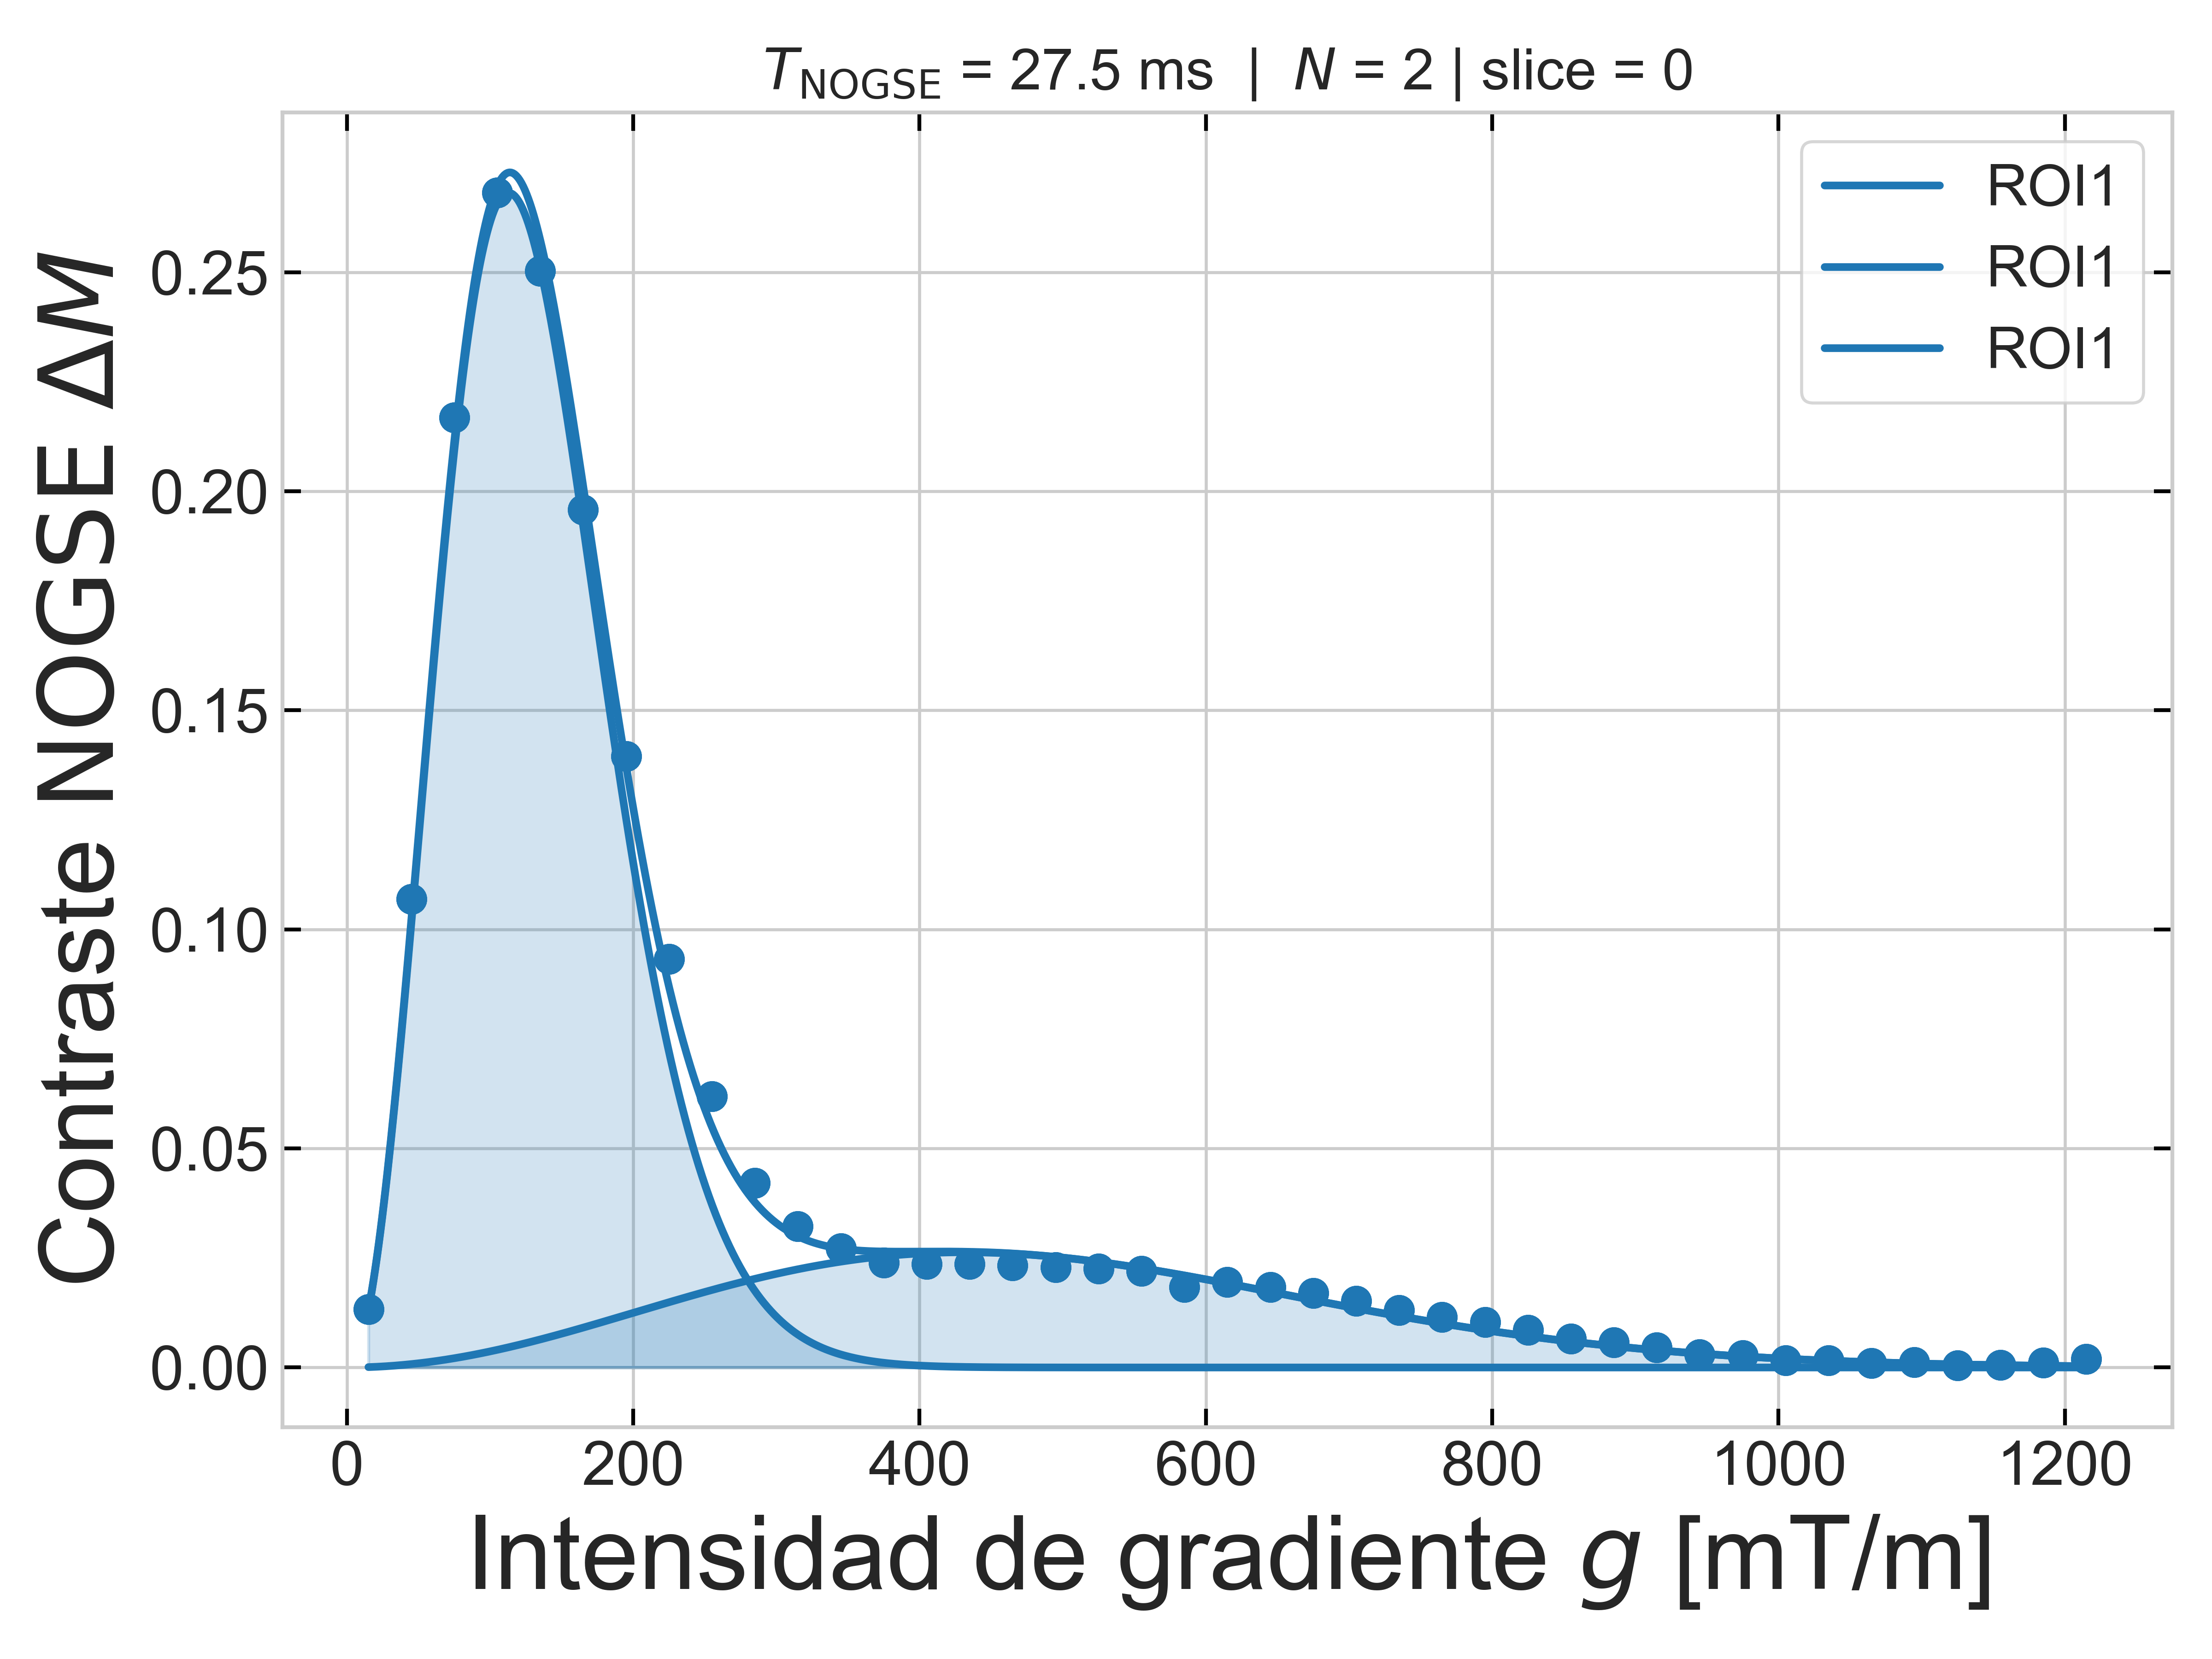 T_NOGSE = 27.5 ms | N = 2 | slice = 0
ROI1
ROI1
ROI1
Contraste NOGSE ΔM
0.25
0.20
0.15
0.10
0.05
0.00
0 200 400 600 800 1000 1200
Intensidad de gradiente g [mT/m]